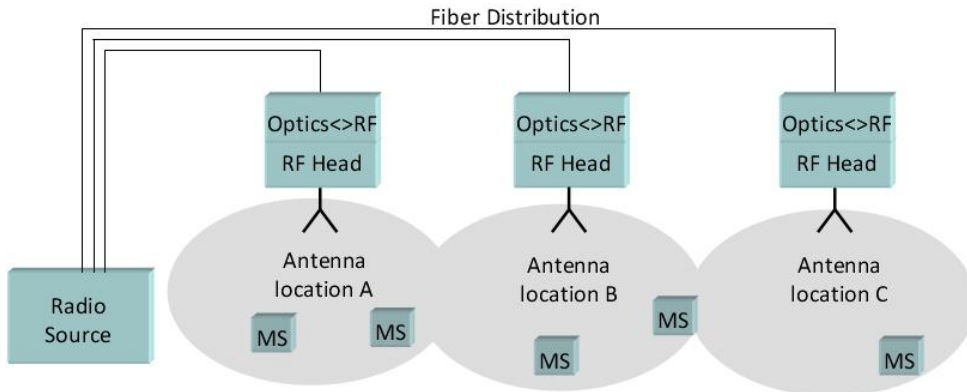 Fiber Distribution
Optics<>RF
RF Head
Optics<>RF
RF Head
Optics<>RF
RF Head
Antenna
location A
Antenna
location B
Antenna
location C
Radio
Source
MS
MS
MS
MS
MS